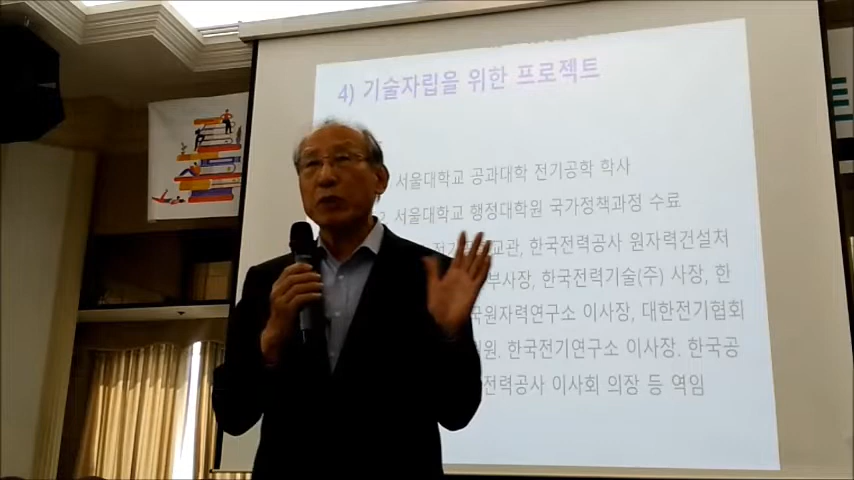 4) 기술자립을 위한 프로젝트
서울대학교 공과대학 전기공학 학사
서울대학교 행정대학원 국가정책과정 수료
교관, 한국전력공사 원자력건설처
부사장, 한국전력기술(주) 사장, 한
국원자력연구소 이사장, 대한전기협회
원, 한국전기연구소 이사장, 한국공
전력공사 이사회 의장 등 역임